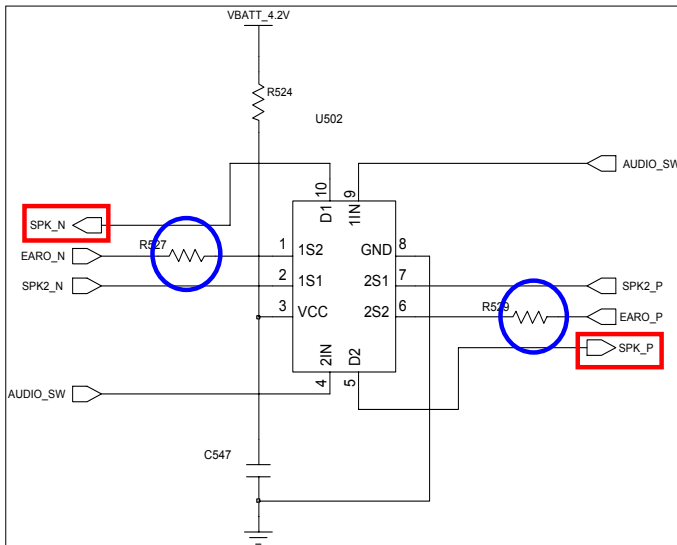 VBATT_4.2V
R524
U502
10
9
AUDIO_SW
D1
1IN
SPK_N
R527
1
1S2
GND
8
EARO_N
SPK2_N
2
1S1
2S1
7
SPK2_P
3
VCC
2S2
6
R529
EARO_P
2IN
D2
SPK_P
4
5
AUDIO_SW
C547